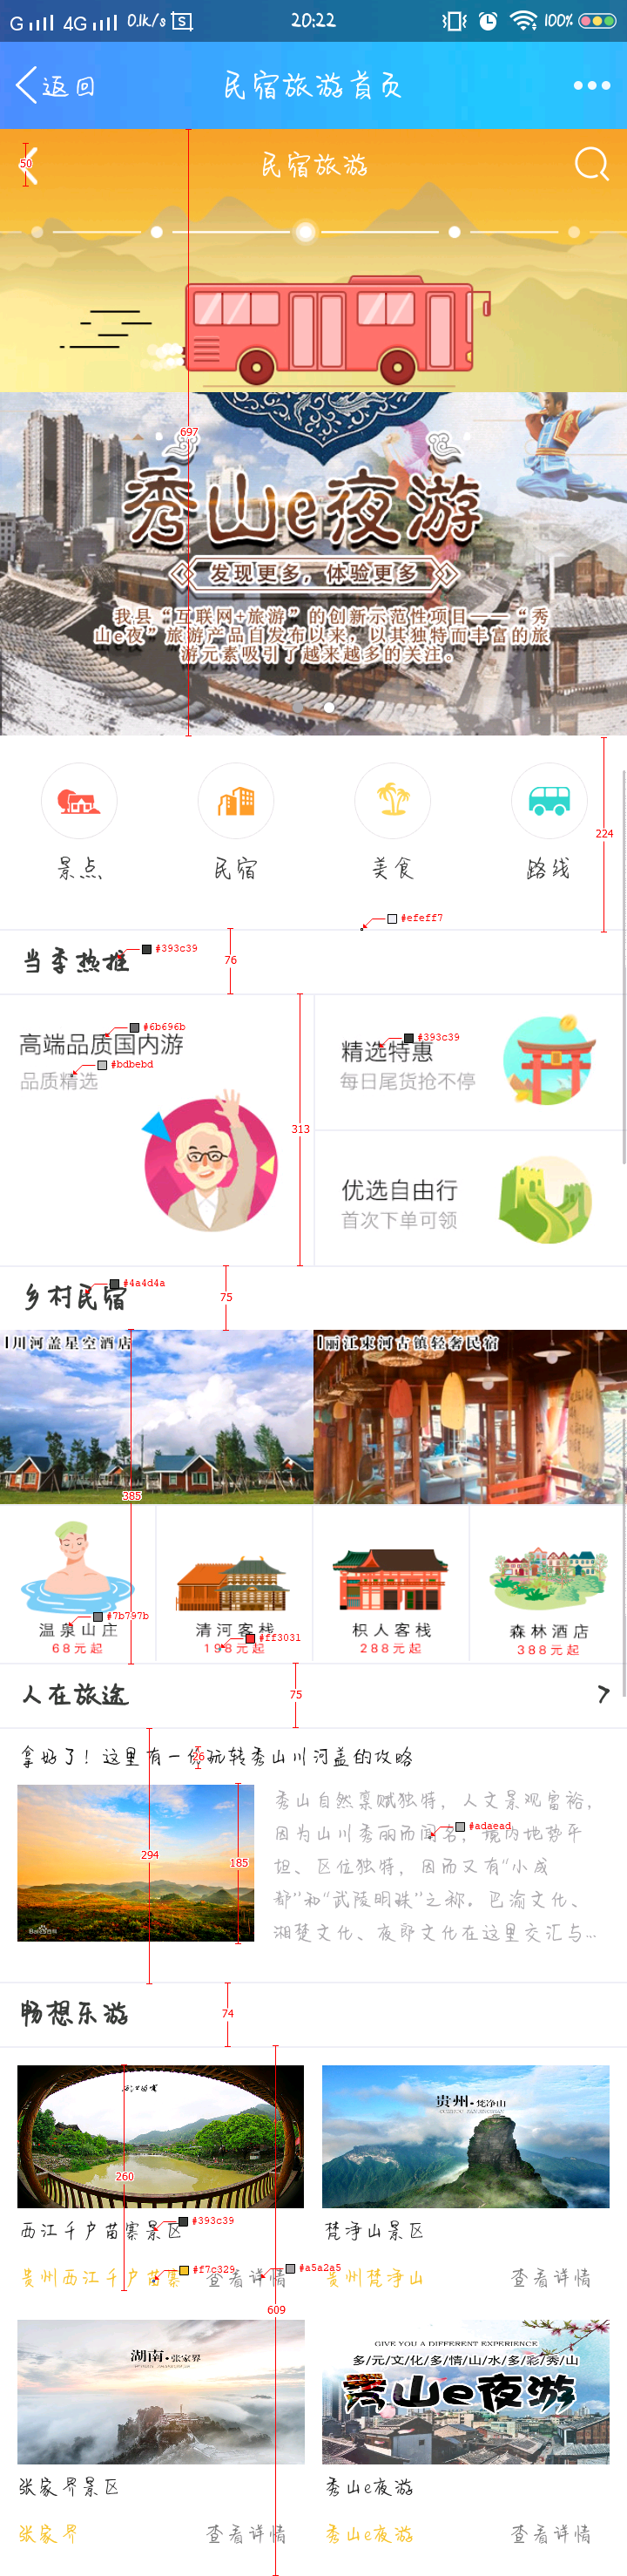 G 4G 0.1k/s S 20:22 100%
返回 民宿旅游首页
50 民宿旅游
697
秀山e夜游
发现更多，体验更多
我县“互联网+旅游”的创新示范性项目——“秀
山e夜”旅游产品自发布以来，以其独特而丰富的旅
游元素吸引了越来越多的关注。
224
景点 民宿 美食 路线
#efeff7
当季热推 #393c39 76
高端品质国内游 #6b696b
品质精选 #bdbebd
精选特惠 #393c39
每日尾货抢不停
313
优选自由行
首次下单可领
乡村民宿 #4a4d4a 75
川河盖星空酒店 丽江束河古镇轻奢民宿
385
温泉山庄 #7b797b 清河客栈 枳人客栈 森林酒店
68元起 198元起 #ff3031 288元起 388元起
人在旅途 75
拿好了！这里有一份玩转秀山川河盖的攻略 26
294 185
Baidu百科
秀山自然禀赋独特，人文景观富裕，
因为山川秀丽而闻名，境内地势平 #adaead
坦、区位独特，因而又有“小成
都”和“武陵明珠”之称。巴渝文化、
湘楚文化、夜郎文化在这里交汇与...
畅想乐游 74
贵州·梵净山
260
西江千户苗寨景区 #393c39 梵净山景区
贵州西江千户苗寨 #f7c329 查看详情 #a5a2a5 贵州梵净山 查看详情
609
湖南·张家界
GIVE YOU A DIFFERENT EXPERIENCE
多/元/文/化/多/情/山/水/多/彩/秀/山
秀山e夜游
张家界景区 秀山e夜游
张家界 查看详情 秀山e夜游 查看详情